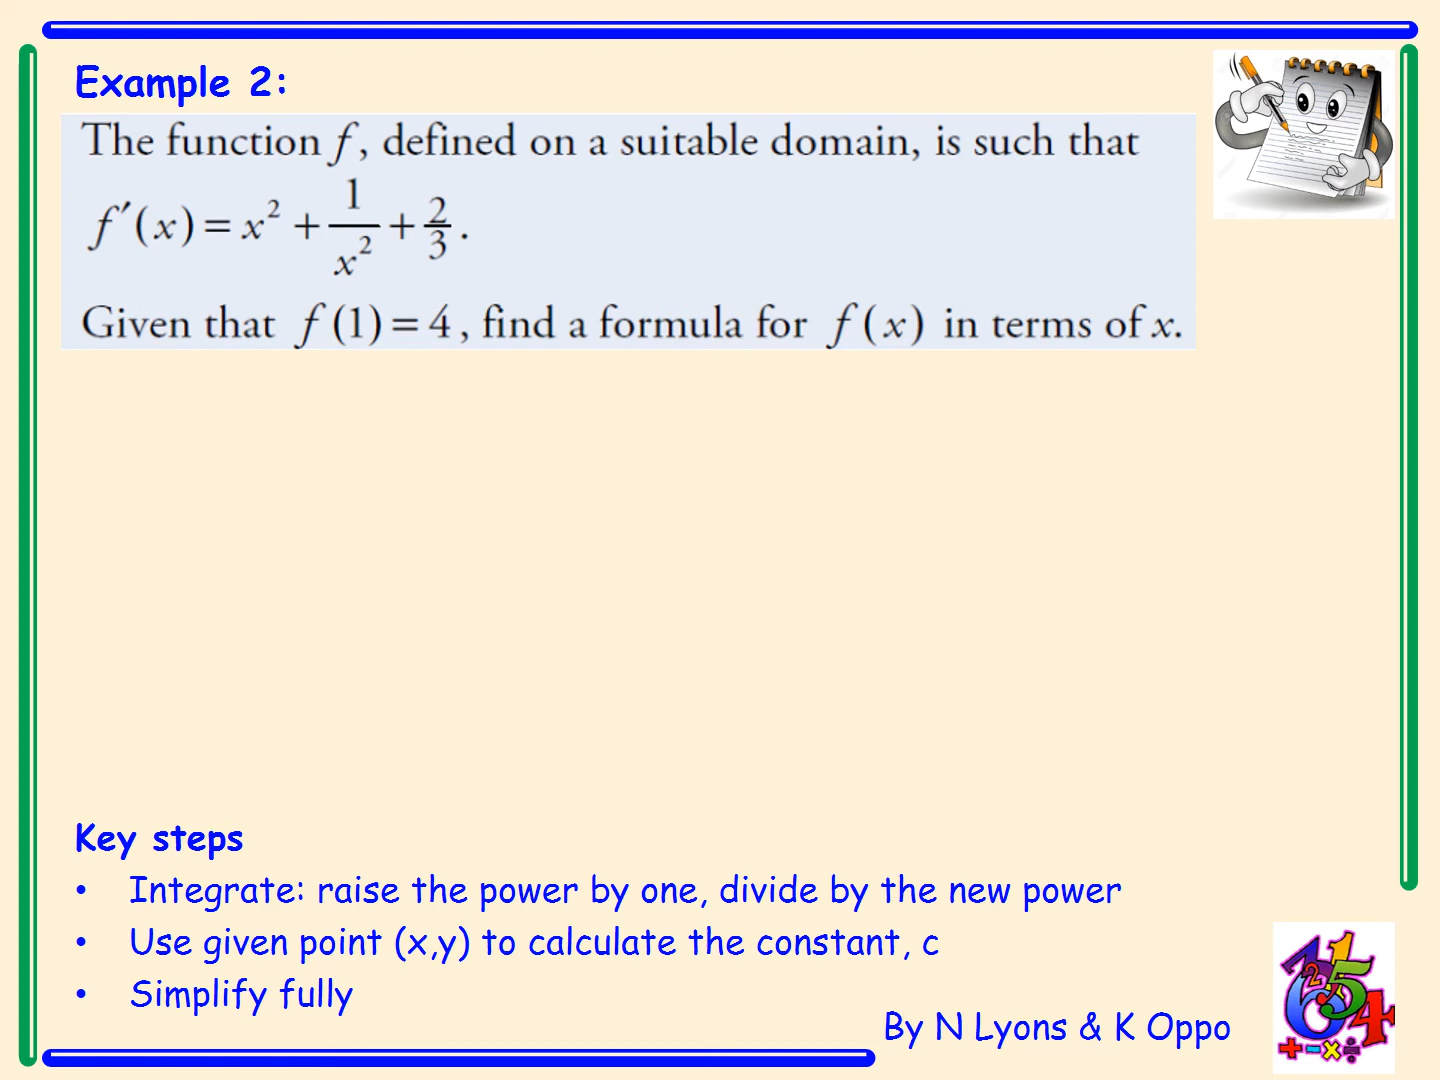 Example 2:
The function f, defined on a suitable domain, is such that
f′(x) = x² + 1/x² + 2/3.
Given that f(1) = 4, find a formula for f(x) in terms of x.
Key steps
• Integrate: raise the power by one, divide by the new power
• Use given point (x,y) to calculate the constant, c
• Simplify fully
By N Lyons & K Oppo